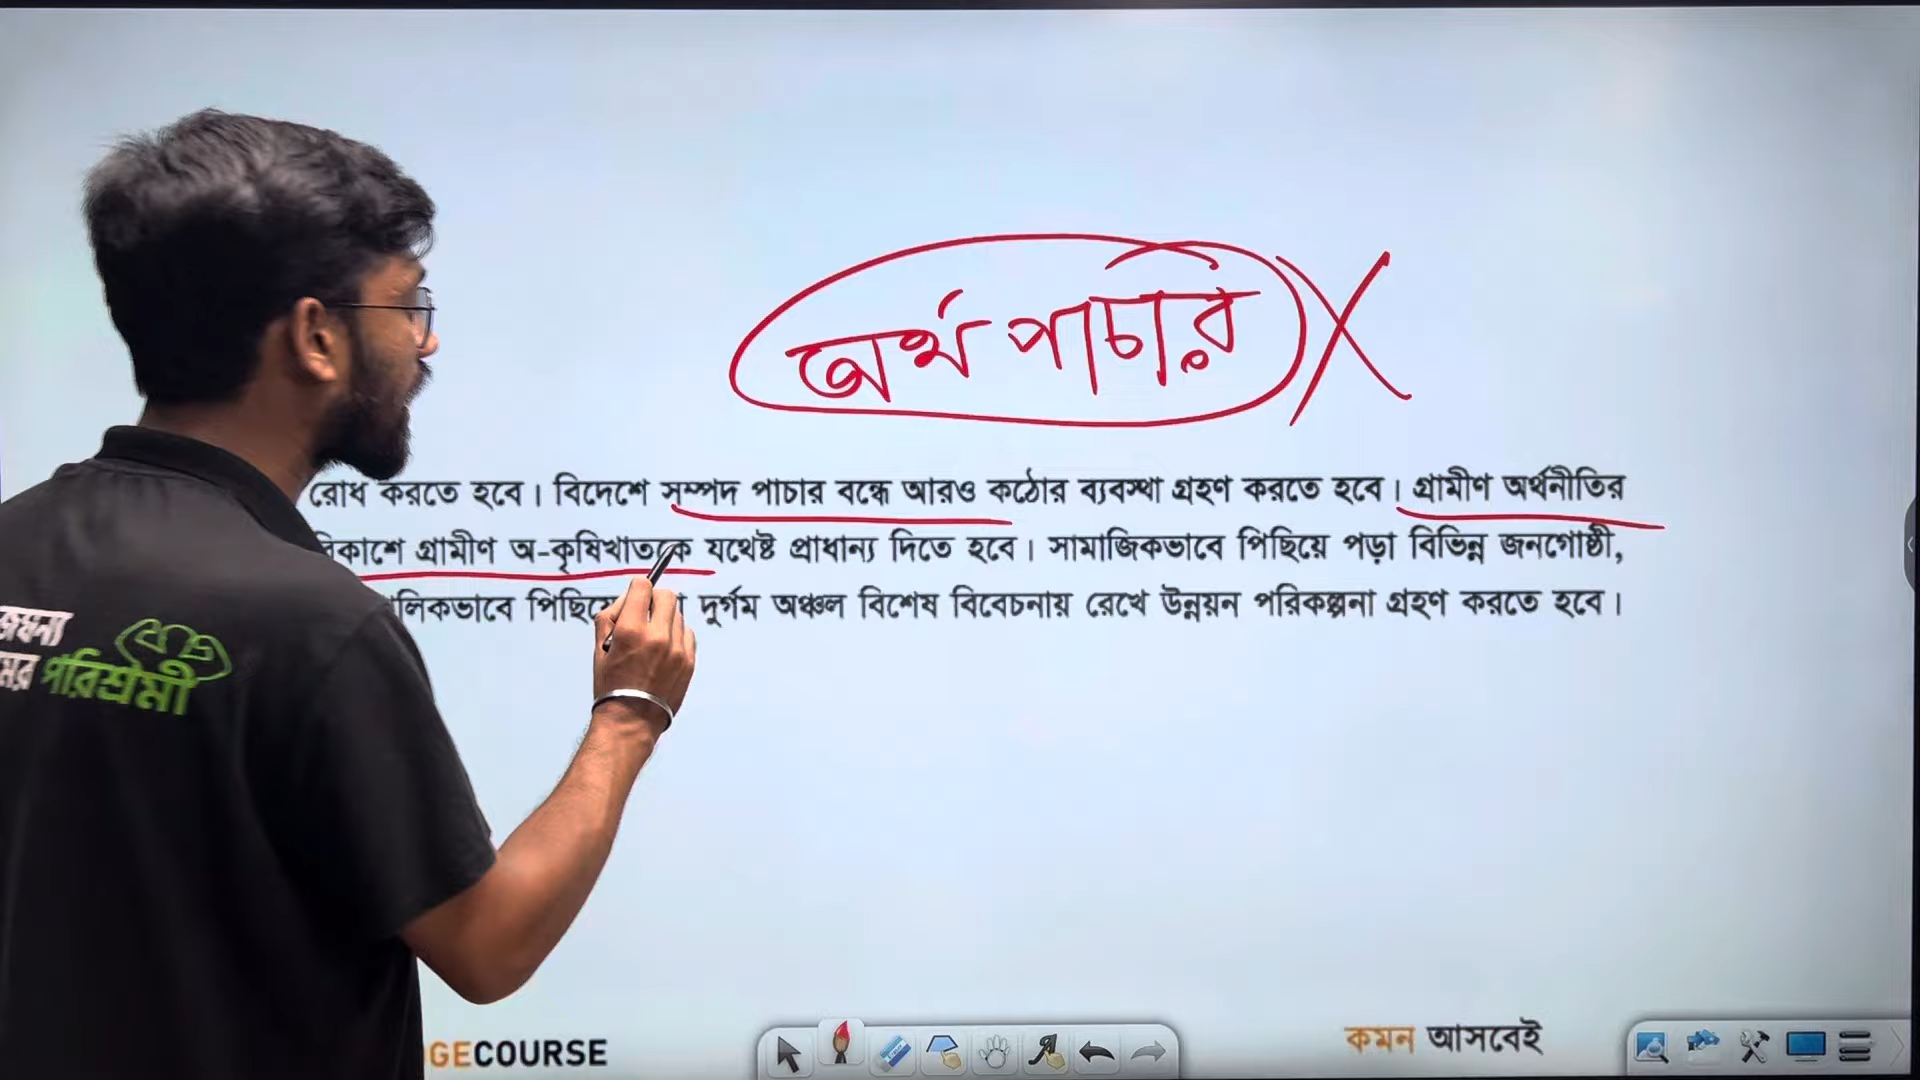 অর্থ পাচার
রোধ করতে হবে। বিদেশে সম্পদ পাচার বন্ধে আরও কঠোর ব্যবস্থা গ্রহণ করতে হবে। গ্রামীণ অর্থনীতির
গ্রামীণ অ-কৃষিখাতকে যথেষ্ট প্রাধান্য দিতে হবে। সামাজিকভাবে পিছিয়ে পড়া বিভিন্ন জনগোষ্ঠী,
দুর্গম অঞ্চল বিশেষ বিবেচনায় রেখে উন্নয়ন পরিকল্পনা গ্রহণ করতে হবে।
পরিশ্রমী
GECOURSE
কমন আসবেই